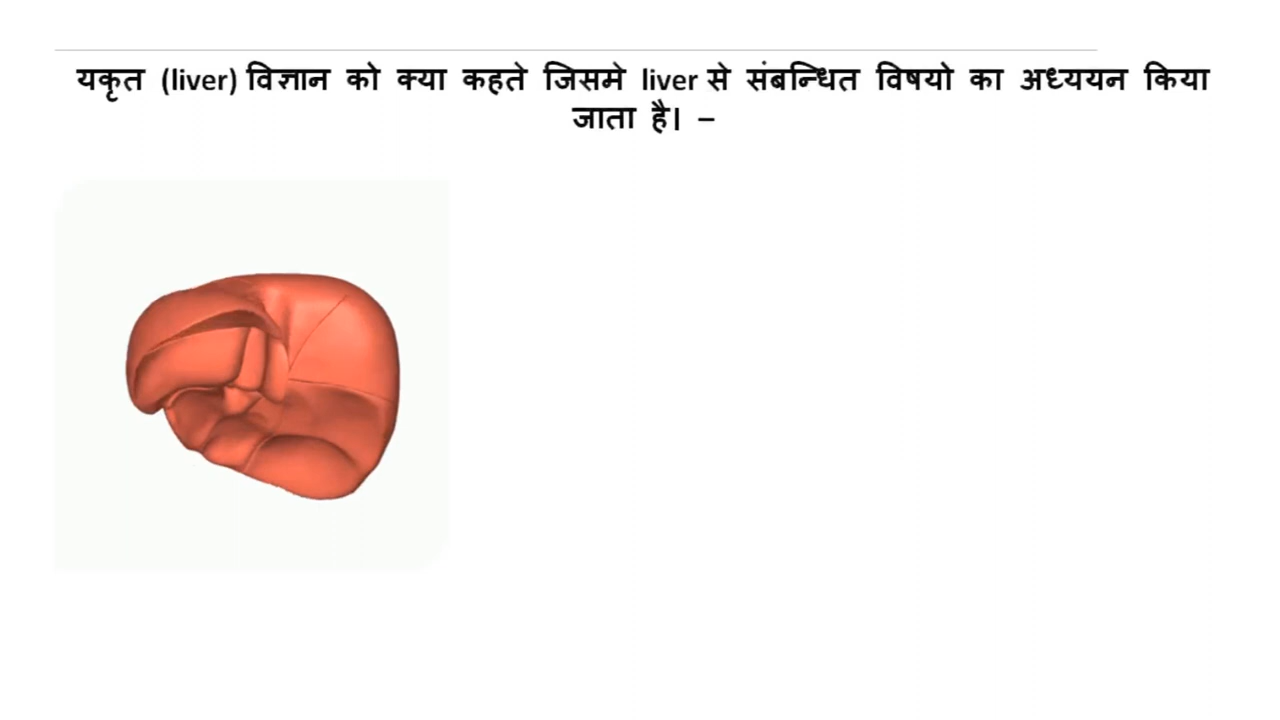 यकृत (liver) विज्ञान को क्या कहते जिसमे liver से संबन्धित विषयो का अध्ययन किया
जाता है। –